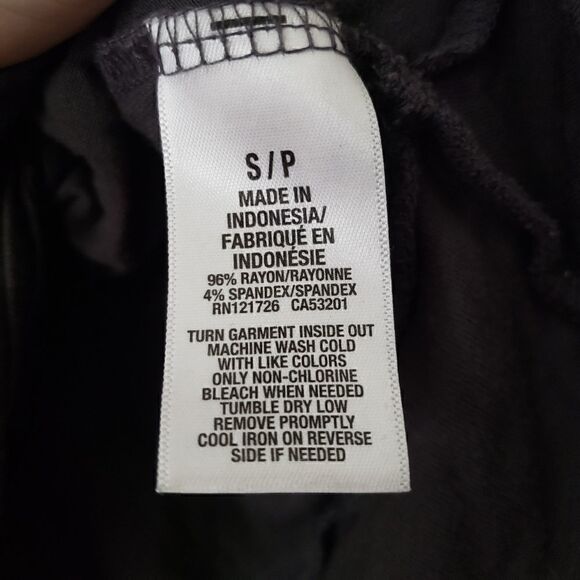 S/P
MADE IN
INDONESIA/
FABRIQUÉ EN
INDONÉSIE
96% RAYON/RAYONNE
4% SPANDEX/SPANDEX
RN121726 CA53201
TURN GARMENT INSIDE OUT
MACHINE WASH COLD
WITH LIKE COLORS
ONLY NON-CHLORINE
BLEACH WHEN NEEDED
TUMBLE DRY LOW
REMOVE PROMPTLY
COOL IRON ON REVERSE
SIDE IF NEEDED